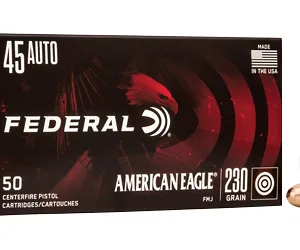 45 AUTO
MADE
IN THE USA
FEDERAL
50
CENTERFIRE PISTOL
CARTRIDGES/CARTOUCHES
AMERICAN EAGLE®
FMJ
230
GRAIN